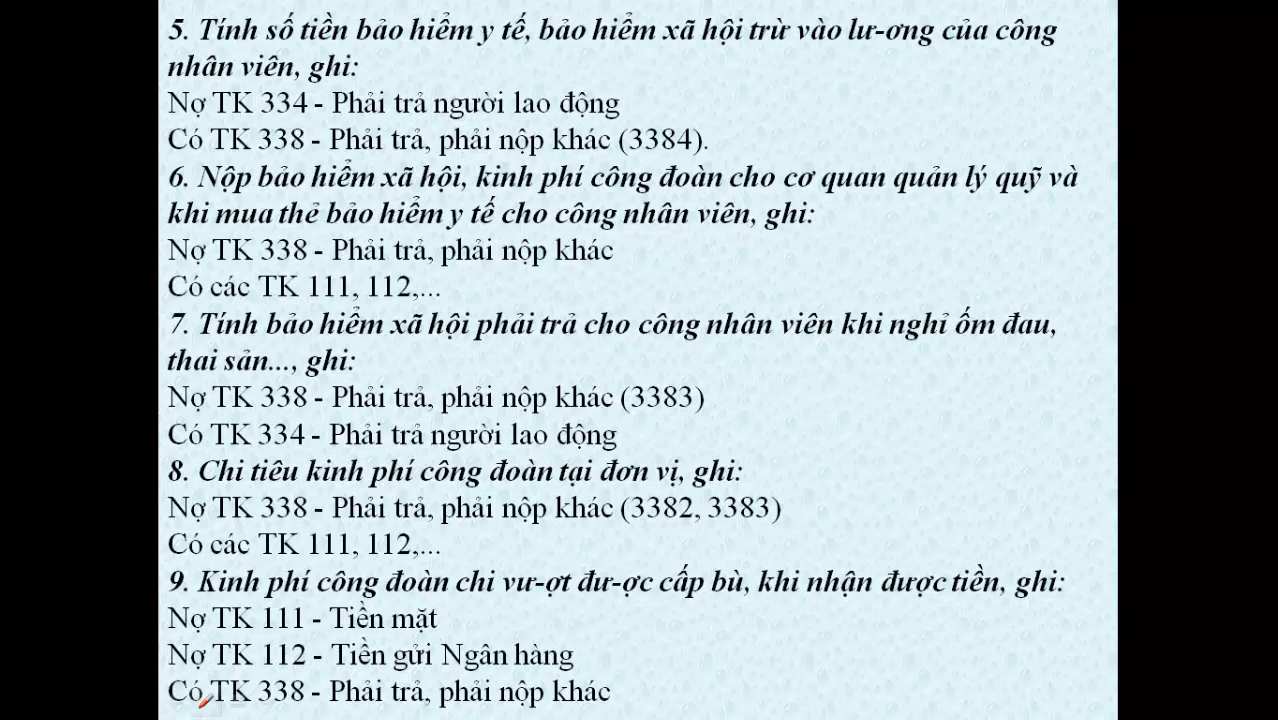 5. Tính số tiền bảo hiểm y tế, bảo hiểm xã hội trừ vào lư-ơng của công
nhân viên, ghi:
Nợ TK 334 - Phải trả người lao động
Có TK 338 - Phải trả, phải nộp khác (3384).
6. Nộp bảo hiểm xã hội, kinh phí công đoàn cho cơ quan quản lý quỹ và
khi mua thẻ bảo hiểm y tế cho công nhân viên, ghi:
Nợ TK 338 - Phải trả, phải nộp khác
Có các TK 111, 112,...
7. Tính bảo hiểm xã hội phải trả cho công nhân viên khi nghỉ ốm đau,
thai sản..., ghi:
Nợ TK 338 - Phải trả, phải nộp khác (3383)
Có TK 334 - Phải trả người lao động
8. Chi tiêu kinh phí công đoàn tại đơn vị, ghi:
Nợ TK 338 - Phải trả, phải nộp khác (3382, 3383)
Có các TK 111, 112,...
9. Kinh phí công đoàn chi vư-ợt đư-ợc cấp bù, khi nhận được tiền, ghi:
Nợ TK 111 - Tiền mặt
Nợ TK 112 - Tiền gửi Ngân hàng
Có TK 338 - Phải trả, phải nộp khác